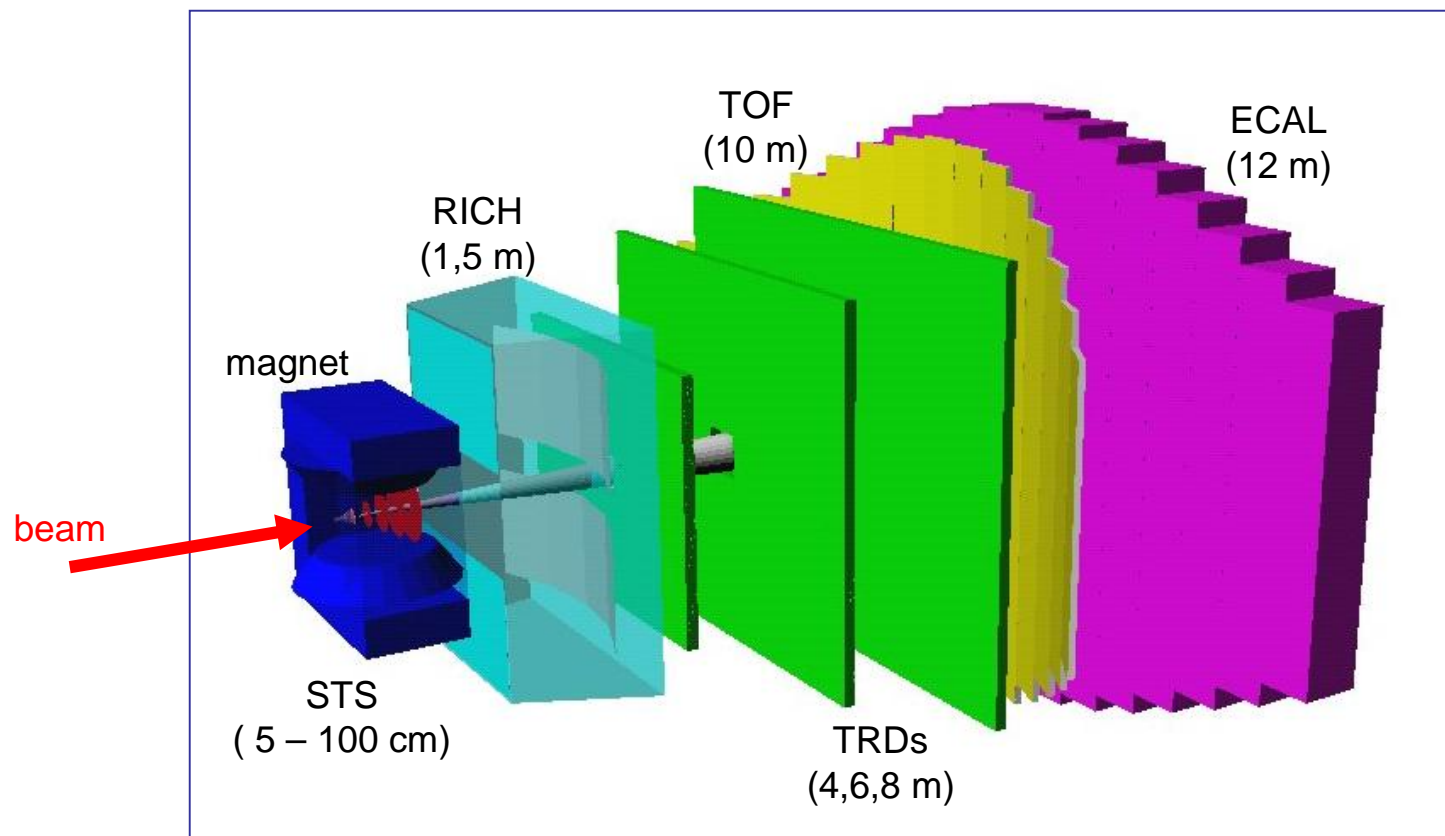 TOF
(10 m)
ECAL
(12 m)
RICH
(1,5 m)
magnet
beam
STS
( 5 – 100 cm)
TRDs
(4,6,8 m)